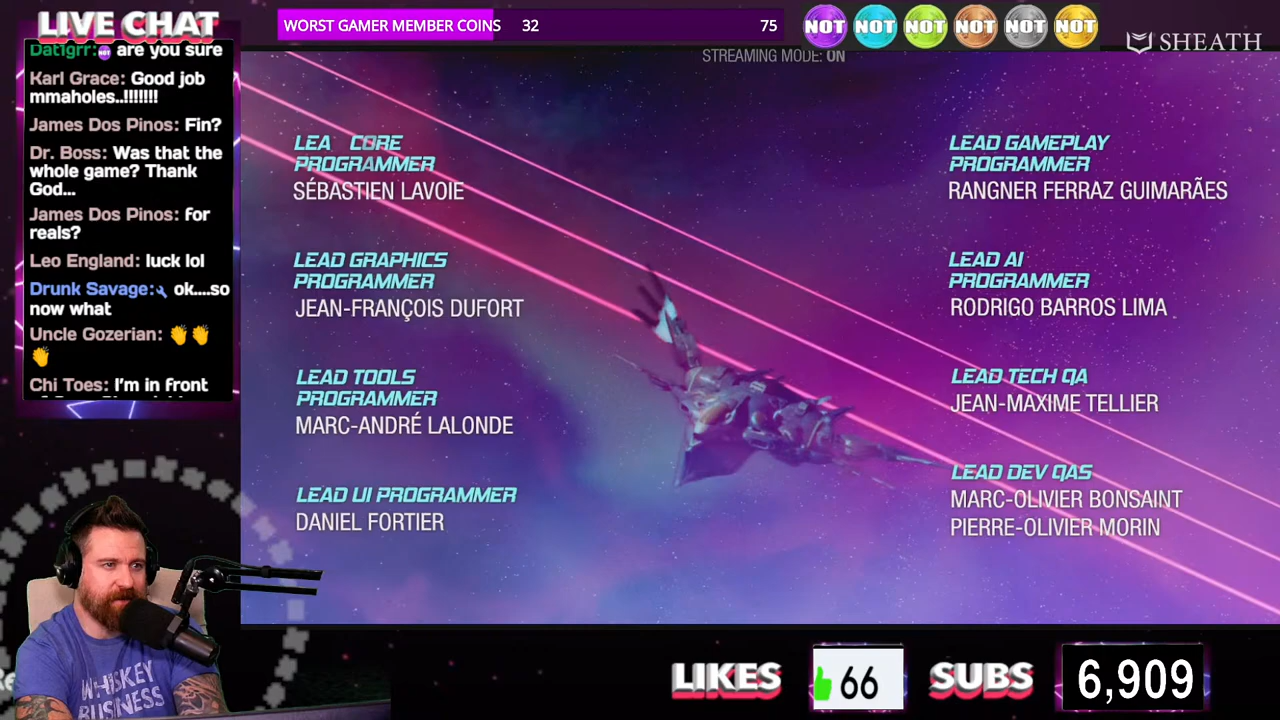 LIVE CHAT
Dat1grr: are you sure
Karl Grace: Good job
mmaholes..!!!!!!!
James Dos Pinos: Fin?
Dr. Boss: Was that the
whole game? Thank
God...
James Dos Pinos: for
reals?
Leo England: luck lol
Drunk Savage: ok....so
now what
Uncle Gozerian: 👏👏
👏
Chi Toes: I'm in front
WORST GAMER MEMBER COINS 32 75
NOT NOT NOT NOT NOT NOT
SHEATH
STREAMING MODE: ON
LEA CORE
PROGRAMMER
SÉBASTIEN LAVOIE
LEAD GRAPHICS
PROGRAMMER
JEAN-FRANÇOIS DUFORT
LEAD TOOLS
PROGRAMMER
MARC-ANDRÉ LALONDE
LEAD UI PROGRAMMER
DANIEL FORTIER
LEAD GAMEPLAY
PROGRAMMER
RANGNER FERRAZ GUIMARÃES
LEAD AI
PROGRAMMER
RODRIGO BARROS LIMA
LEAD TECH QA
JEAN-MAXIME TELLIER
LEAD DEV QAS
MARC-OLIVIER BONSAINT
PIERRE-OLIVIER MORIN
WHISKEY
BUSINESS
LIKES 66 SUBS 6,909